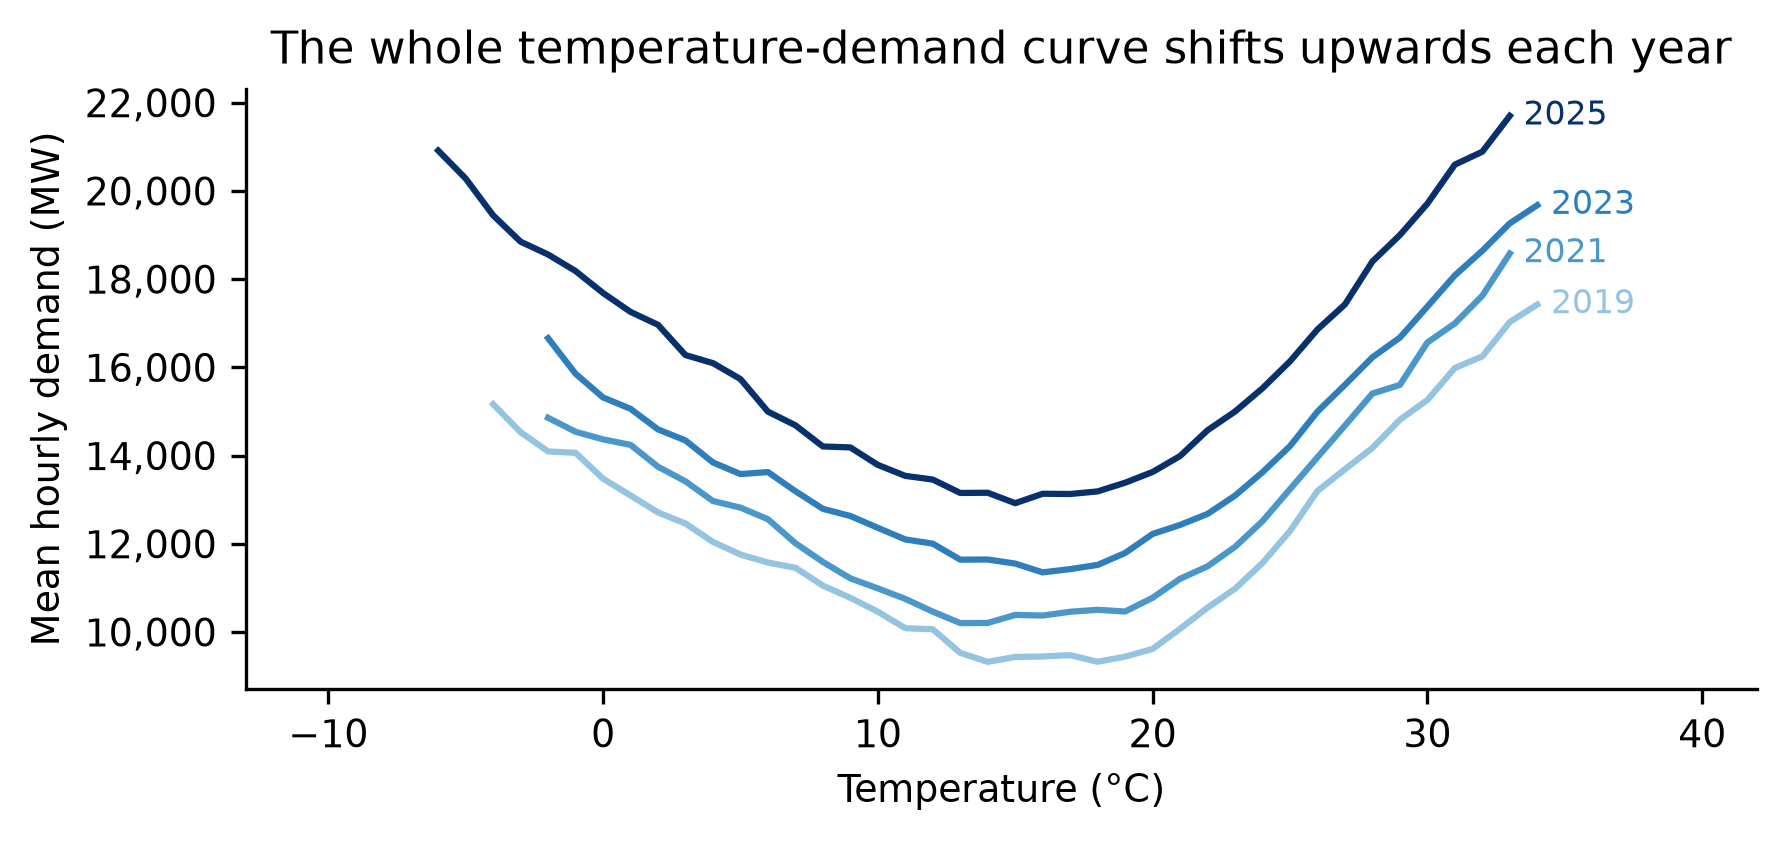 The whole temperature-demand curve shifts upwards each year
Mean hourly demand (MW)
22,000
20,000
18,000
16,000
14,000
12,000
10,000
2025
2023
2021
2019
−10 0 10 20 30 40
Temperature (°C)